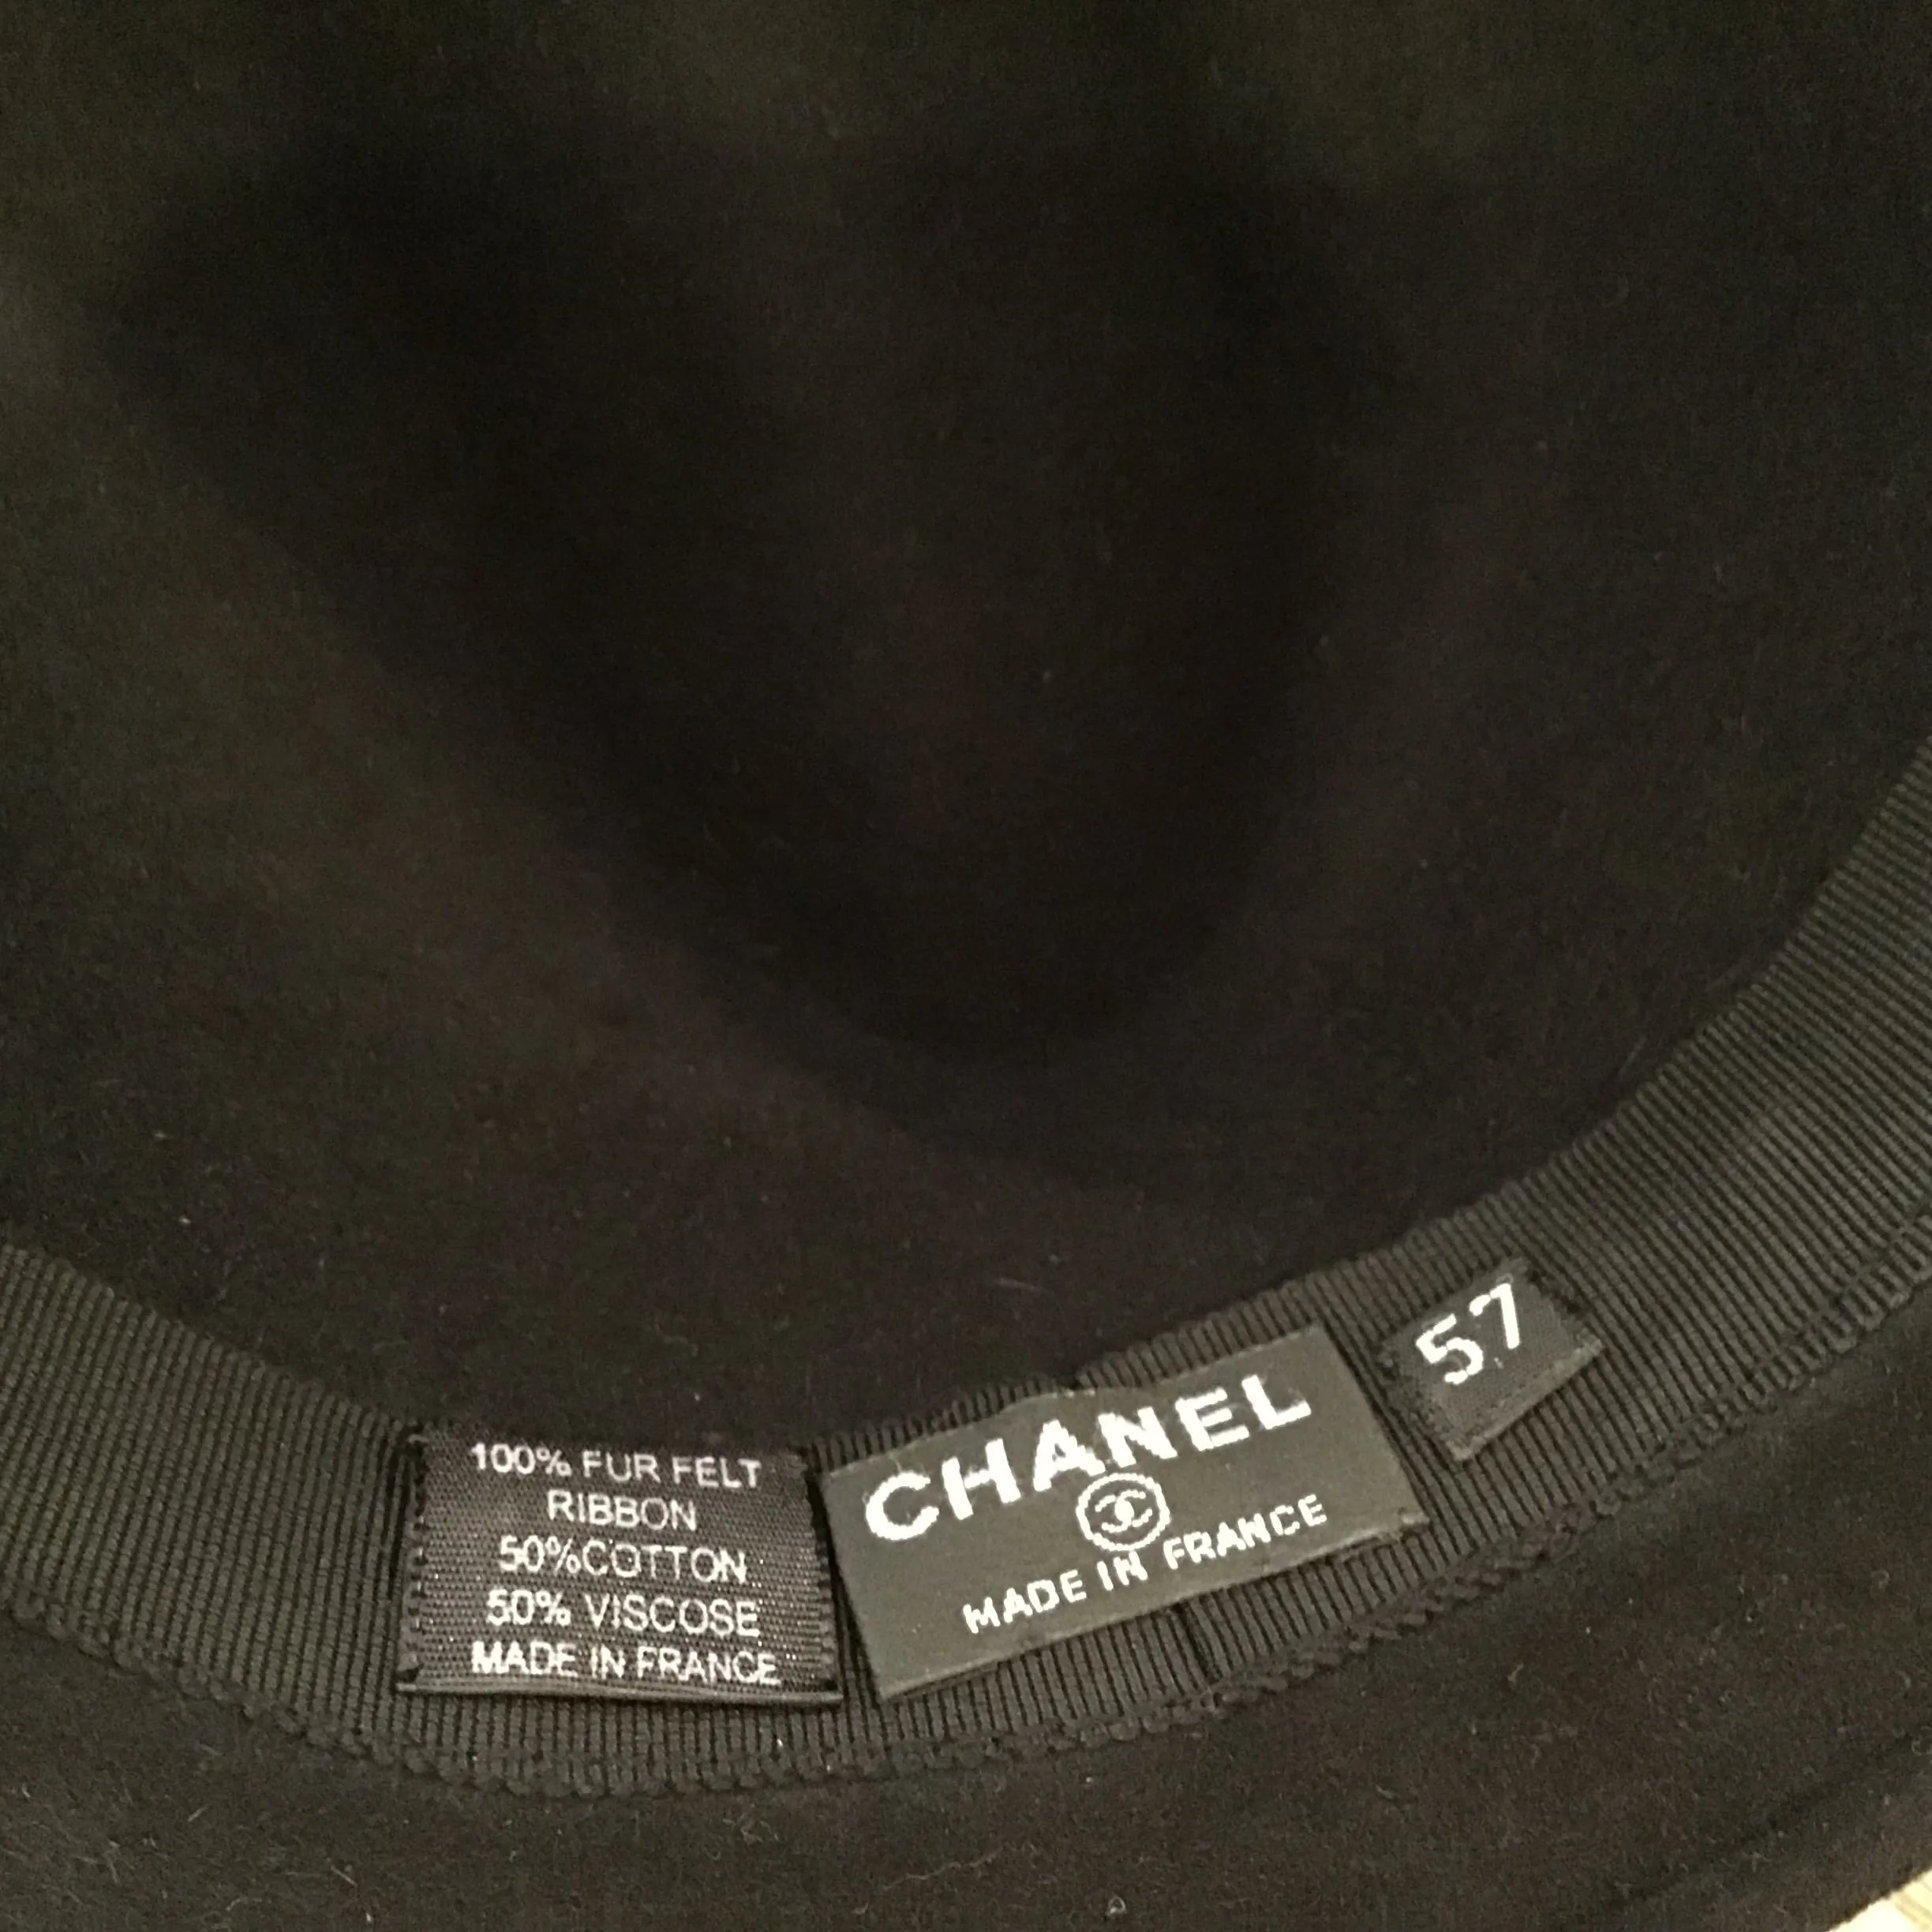 100% FUR FELT
RIBBON
50%COTTON
50% VISCOSE
MADE IN FRANCE
CHANEL
MADE IN FRANCE
57